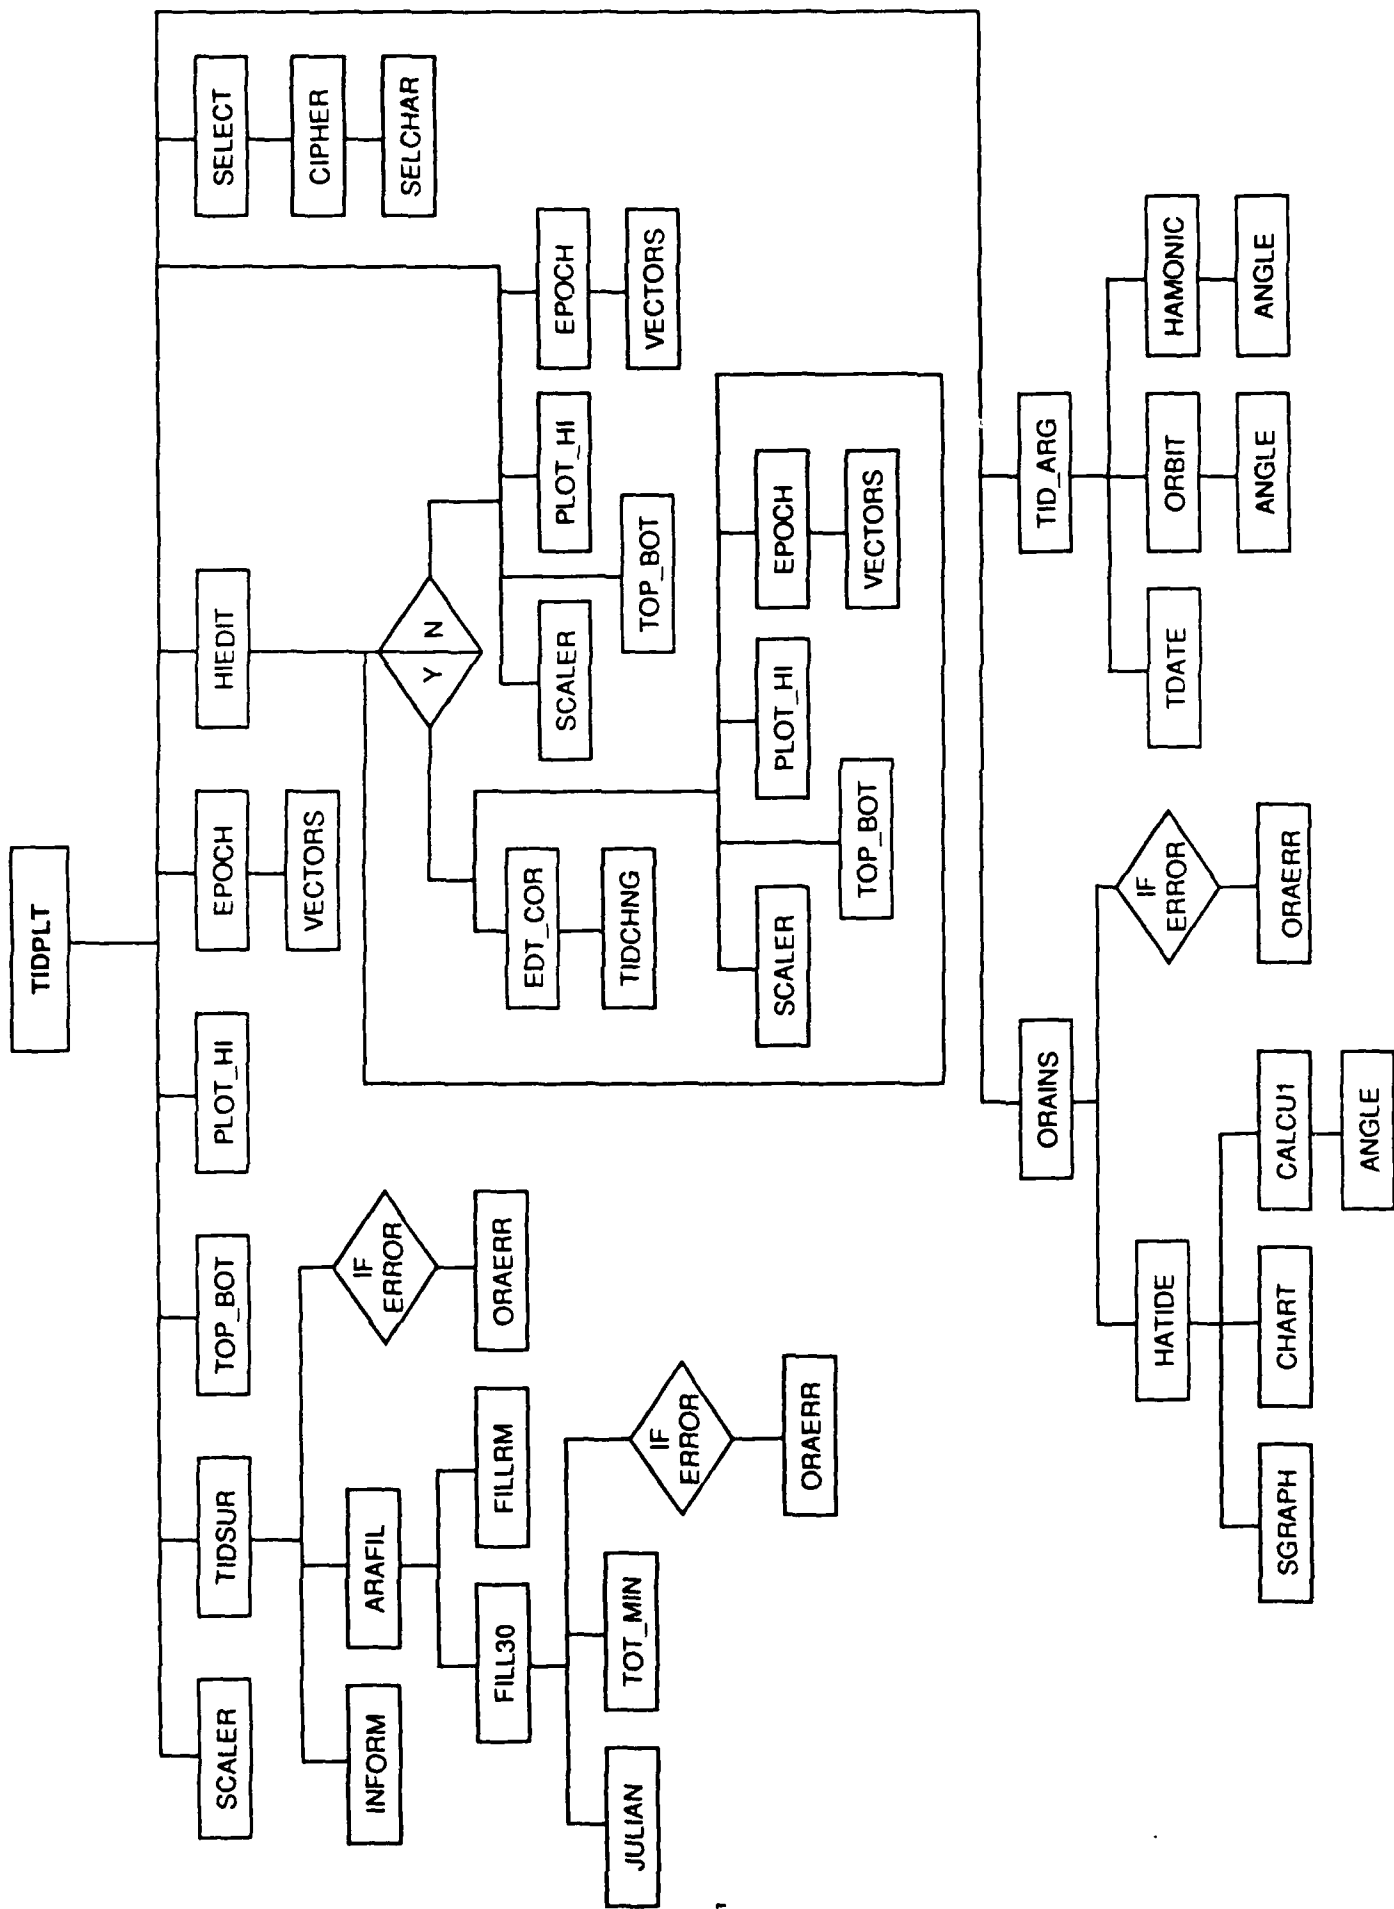 TIDPLT
SCALER
TIDSUR
TOP_BOT
PLOT_HI
EPOCH
HIEDIT
SELECT
VECTORS
CIPHER
INFORM
ARAFIL
IF
ERROR
SELCHAR
Y
N
FILL30
FILLRM
ORAERR
EDT_COR
SCALER
PLOT_HI
EPOCH
JULIAN
TOT_MIN
TIDCHNG
TOP_BOT
VECTORS
IF
ERROR
SCALER
PLOT_HI
EPOCH
ORAERR
TOP_BOT
VECTORS
ORAINS
TID_ARG
HATIDE
IF
ERROR
TDATE
ORBIT
HAMONIC
SGRAPH
CHART
CALCU1
ORAERR
ANGLE
ANGLE
ANGLE